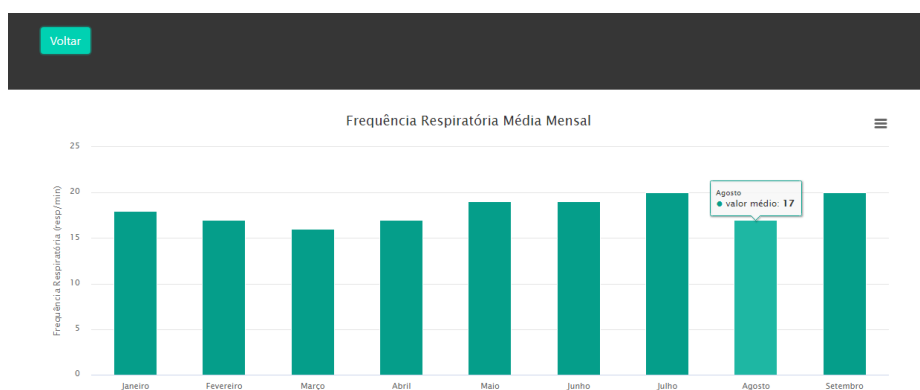 Voltar
Frequência Respiratória Média Mensal
Frequência Respiratória (resp/min)
25
20
15
10
5
0
Agosto
valor médio: 17
Janeiro
Fevereiro
Março
Abril
Maio
Junho
Julho
Agosto
Setembro